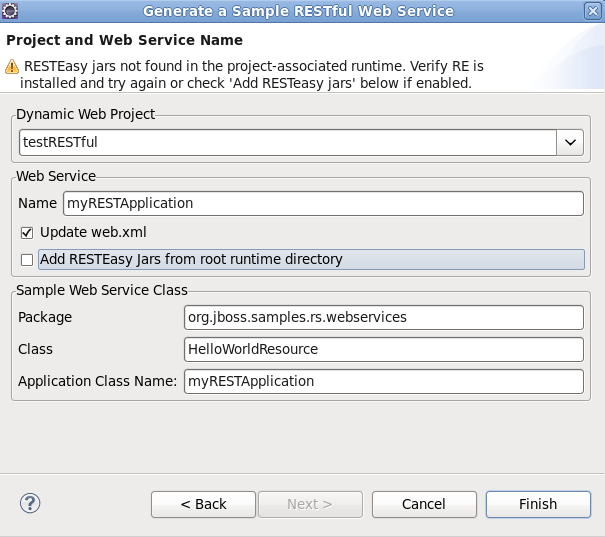 Generate a Sample RESTful Web Service
Project and Web Service Name
RESTEasy jars not found in the project-associated runtime. Verify RE is
installed and try again or check 'Add RESTeasy jars' below if enabled.
Dynamic Web Project
testRESTful
Web Service
Name myRESTApplication
Update web.xml
Add RESTEasy Jars from root runtime directory
Sample Web Service Class
Package org.jboss.samples.rs.webservices
Class HelloWorldResource
Application Class Name: myRESTApplication
? < Back Next > Cancel Finish